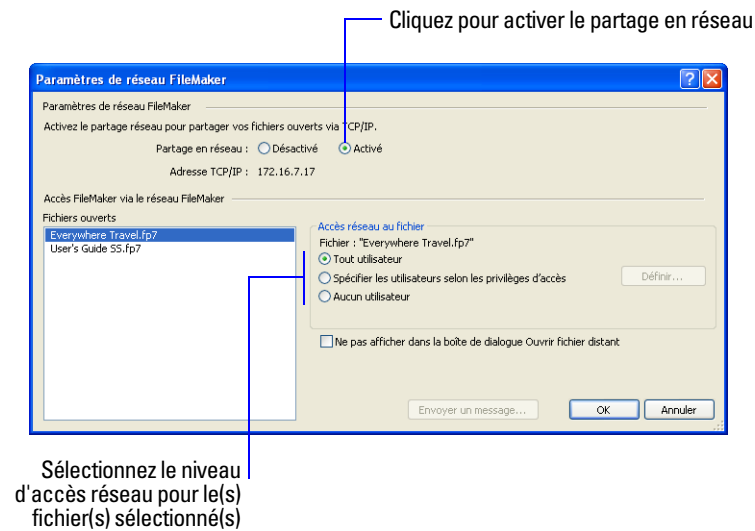 Cliquez pour activer le partage en réseau
Paramètres de réseau FileMaker
Paramètres de réseau FileMaker
Activez le partage réseau pour partager vos fichiers ouverts via TCP/IP.
Partage en réseau : Désactivé Activé
Adresse TCP/IP : 172.16.7.17
Accès FileMaker via le réseau FileMaker
Fichiers ouverts
Everywhere Travel.fp7
User's Guide SS.fp7
Accès réseau au fichier
Fichier : "Everywhere Travel.fp7"
Tout utilisateur
Spécifier les utilisateurs selon les privilèges d'accès
Définir...
Aucun utilisateur
Ne pas afficher dans la boîte de dialogue Ouvrir fichier distant
Envoyer un message...
OK
Annuler
Sélectionnez le niveau
d'accès réseau pour le(s)
fichier(s) sélectionné(s)